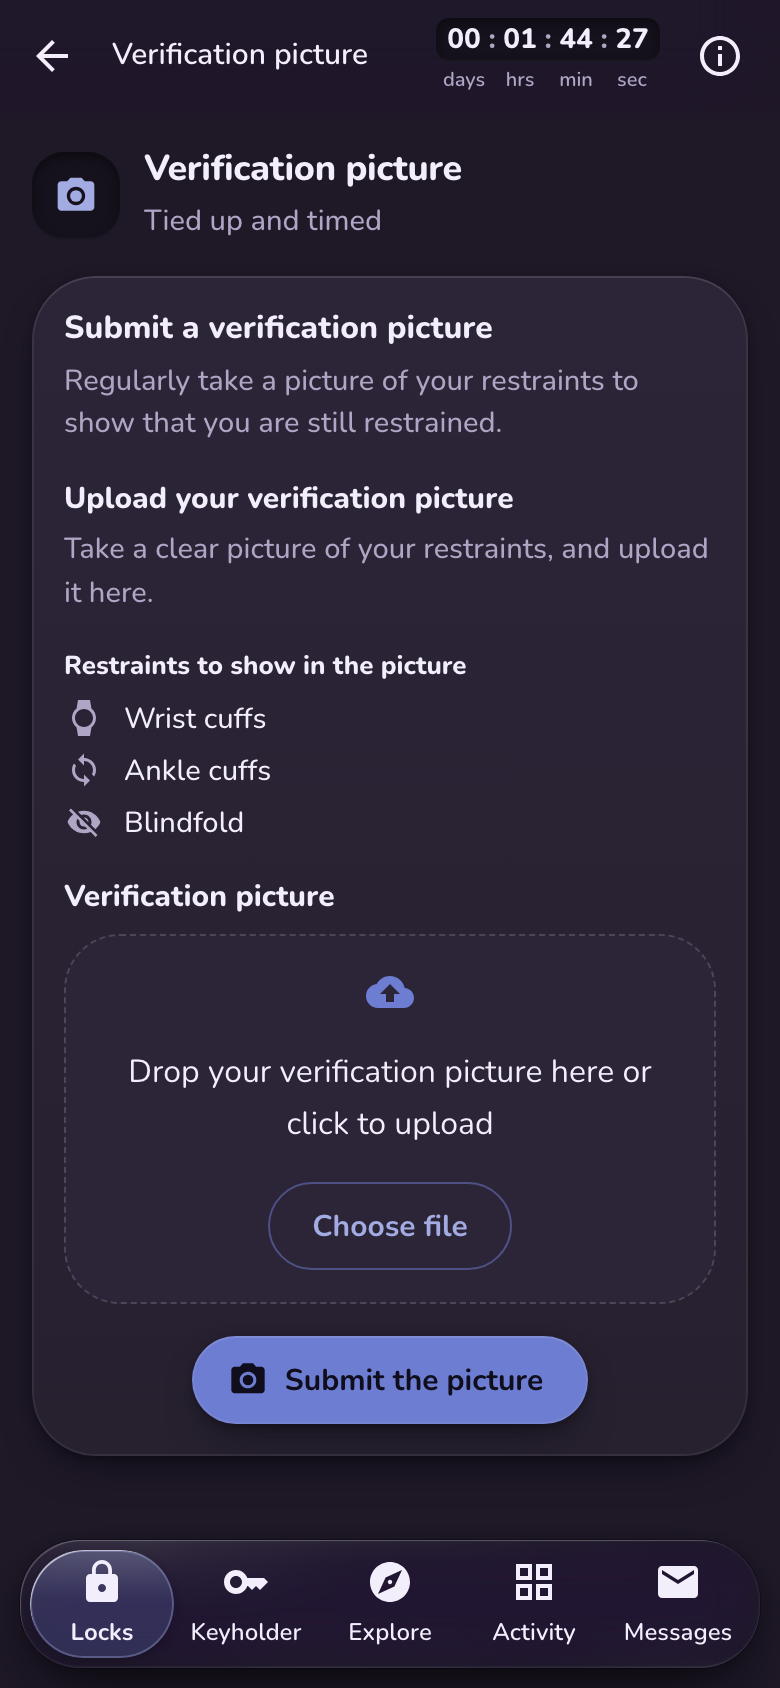 Verification picture
00 : 01 : 44 : 27
days hrs min sec
Verification picture
Tied up and timed
Submit a verification picture
Regularly take a picture of your restraints to
show that you are still restrained.
Upload your verification picture
Take a clear picture of your restraints, and upload
it here.
Restraints to show in the picture
Wrist cuffs
Ankle cuffs
Blindfold
Verification picture
Drop your verification picture here or
click to upload
Choose file
Submit the picture
Locks
Keyholder
Explore
Activity
Messages